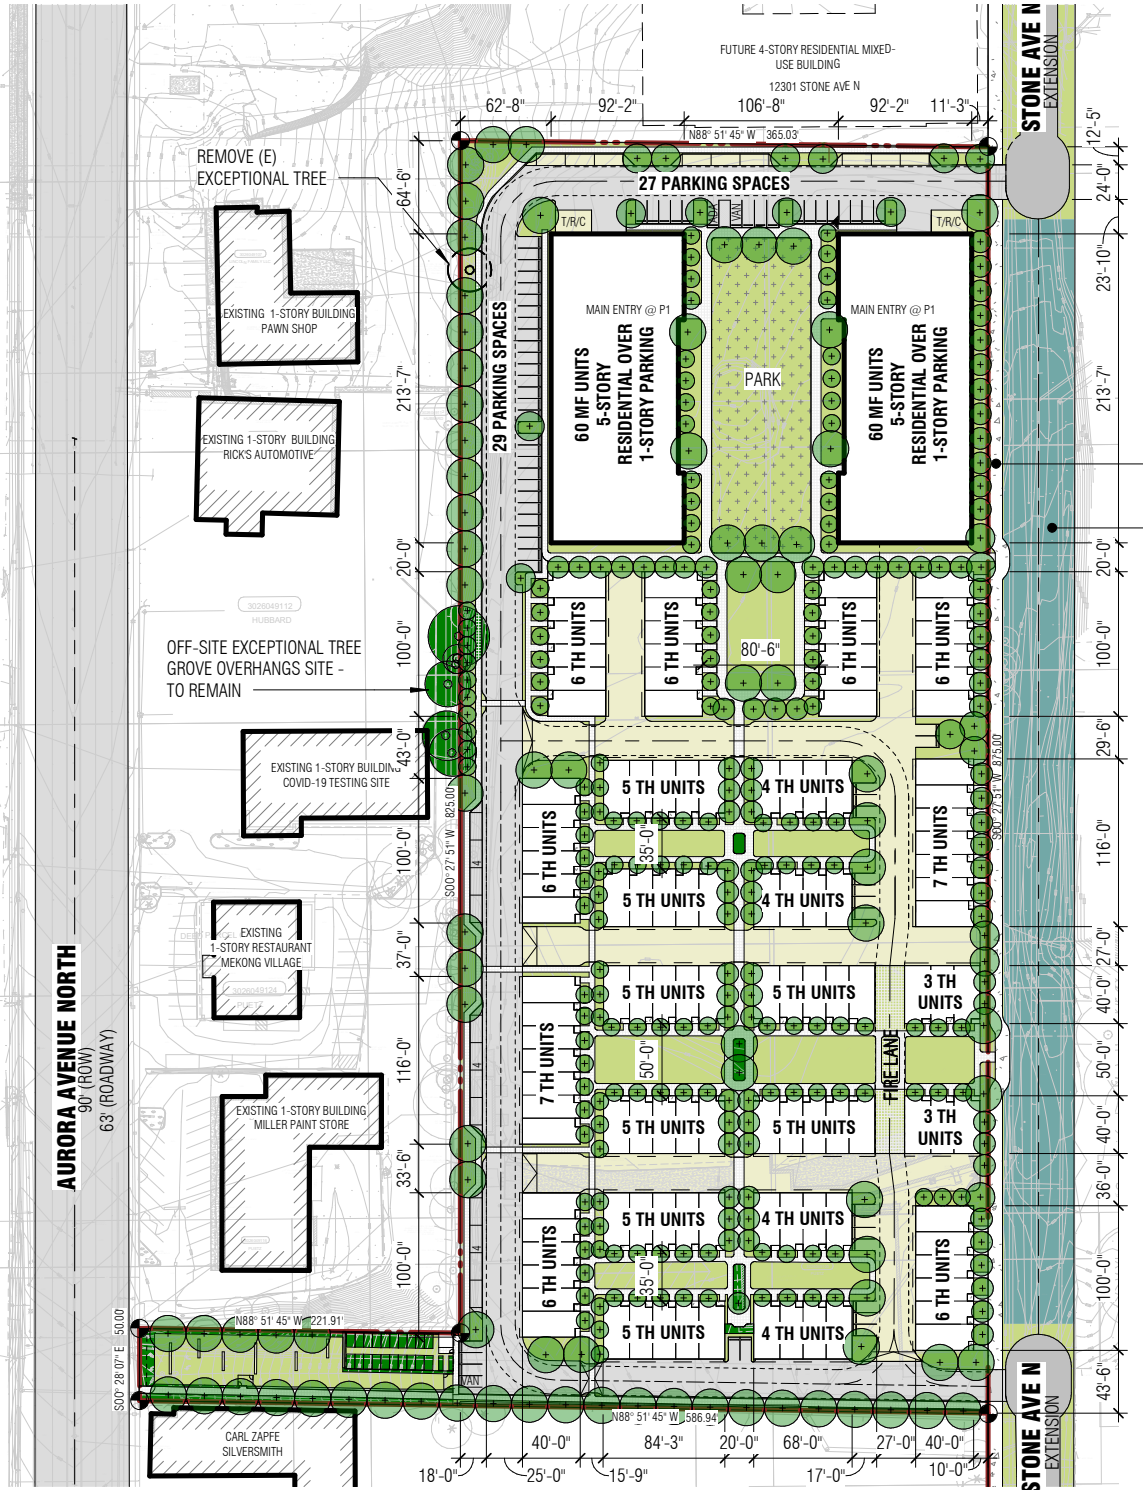 FUTURE 4-STORY RESIDENTIAL MIXED-
USE BUILDING
12301 STONE AVE N
STONE AVE N
EXTENSION
62'-8"
92'-2"
106'-8"
92'-2"
11'-3"
12'-5"
N88° 51' 45" W 365.03'
REMOVE (E)
EXCEPTIONAL TREE
64'-6"
27 PARKING SPACES
24'-0"
T/R/C
ADA
VAN
T/R/C
23'-10"
EXISTING 1-STORY BUILDING
PAWN SHOP
29 PARKING SPACES
MAIN ENTRY @ P1
60 MF UNITS
5-STORY
RESIDENTIAL OVER
1-STORY PARKING
PARK
MAIN ENTRY @ P1
60 MF UNITS
5-STORY
RESIDENTIAL OVER
1-STORY PARKING
213'-7"
213'-7"
EXISTING 1-STORY BUILDING
RICK'S AUTOMOTIVE
20'-0"
20'-0"
3026049112
HUBBARD
OFF-SITE EXCEPTIONAL TREE
GROVE OVERHANGS SITE -
TO REMAIN
100'-0"
6 TH UNITS
6 TH UNITS
80'-6"
6 TH UNITS
6 TH UNITS
100'-0"
43'-0"
29'-6"
EXISTING 1-STORY BUILDING
COVID-19 TESTING SITE
S00° 27' 51" W 825.00'
S00° 27' 51" W 875.00'
5 TH UNITS
4 TH UNITS
100'-0"
14
6 TH UNITS
35'-0"
7 TH UNITS
116'-0"
5 TH UNITS
4 TH UNITS
EXISTING
1-STORY RESTAURANT
MEKONG VILLAGE
37'-0"
27'-0"
3026049124
5 TH UNITS
5 TH UNITS
3 TH
UNITS
40'-0"
AURORA AVENUE NORTH
90' (ROW)
63' (ROADWAY)
116'-0"
14
7 TH UNITS
50'-0"
FIRE LANE
50'-0"
EXISTING 1-STORY BUILDING
MILLER PAINT STORE
5 TH UNITS
5 TH UNITS
3 TH
UNITS
40'-0"
33'-6"
36'-0"
5 TH UNITS
4 TH UNITS
100'-0"
14
6 TH UNITS
35'-0"
6 TH UNITS
100'-0"
5 TH UNITS
4 TH UNITS
N88° 51' 45" W 221.91'
S00° 28' 07" E 50.00'
VAN
43'-6"
N88° 51' 45" W 586.94'
CARL ZAPFE
SILVERSMITH
STONE AVE N
EXTENSION
40'-0"
84'-3"
20'-0"
68'-0"
27'-0"
40'-0"
18'-0"
25'-0"
15'-9"
17'-0"
10'-0"